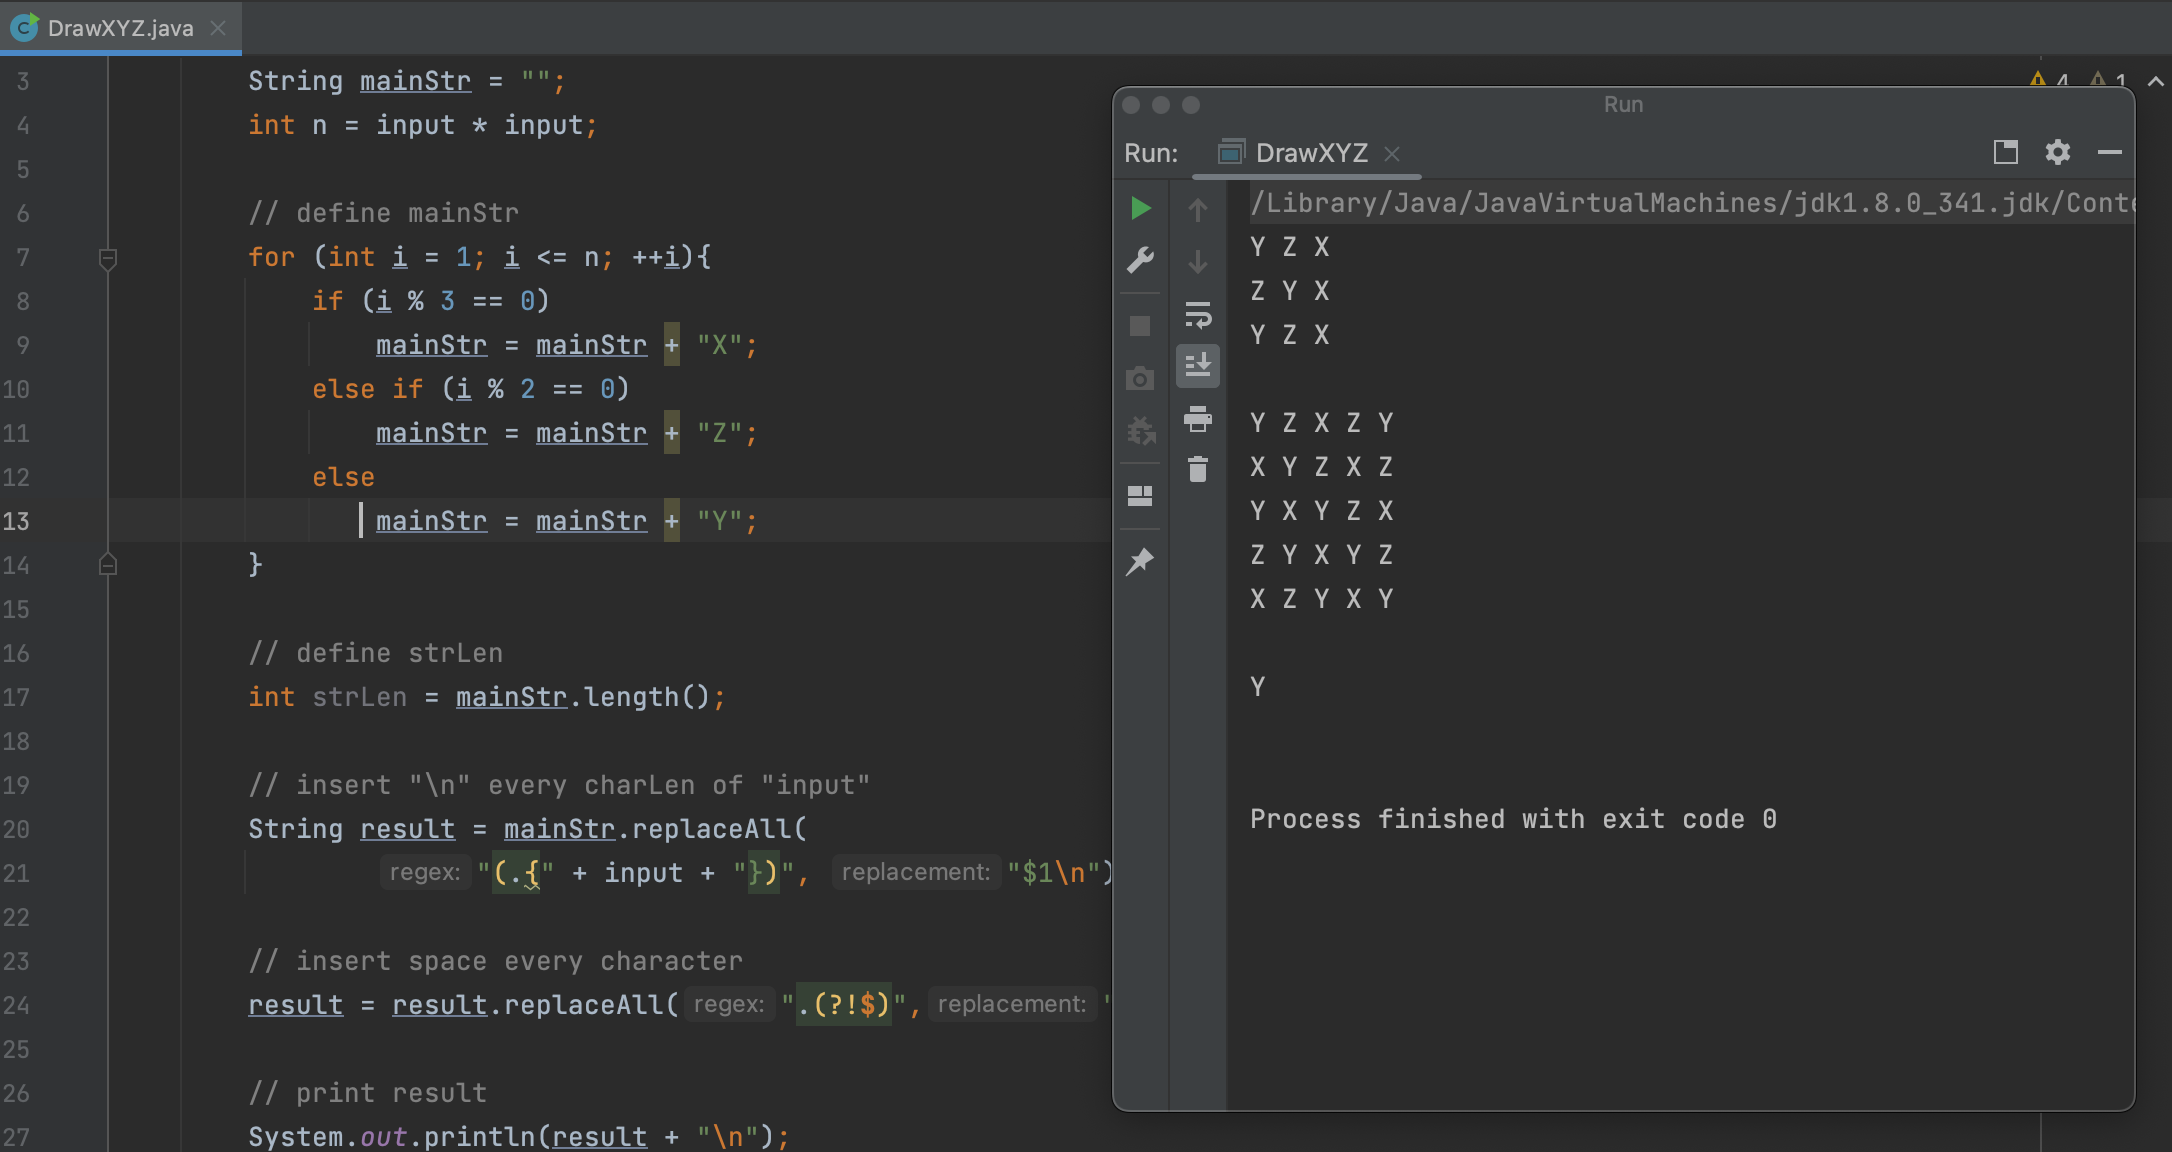 DrawXYZ.java
3 String mainStr = "";
4 int n = input * input;
5
6 // define mainStr
7 for (int i = 1; i <= n; ++i){
8 if (i % 3 == 0)
9 mainStr = mainStr + "X";
10 else if (i % 2 == 0)
11 mainStr = mainStr + "Z";
12 else
13 mainStr = mainStr + "Y";
14 }
15
16 // define strLen
17 int strLen = mainStr.length();
18
19 // insert "\n" every charLen of "input"
20 String result = mainStr.replaceAll(
21 regex: "(.{" + input + "})", replacement: "$1\n")
22
23 // insert space every character
24 result = result.replaceAll( regex: ".(?!$)", replacement: "
25
26 // print result
27 System.out.println(result + "\n");
4 1
Run
Run: DrawXYZ
/Library/Java/JavaVirtualMachines/jdk1.8.0_341.jdk/Conte
Y Z X
Z Y X
Y Z X
Y Z X Z Y
X Y Z X Z
Y X Y Z X
Z Y X Y Z
X Z Y X Y
Y
Process finished with exit code 0